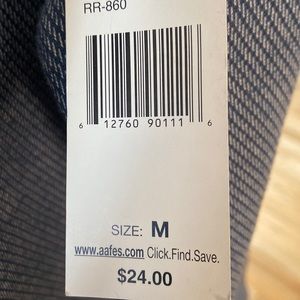 RR-860
6 12760 90111 6
SIZE: M
www.aafes.com Click.Find.Save.
$24.00